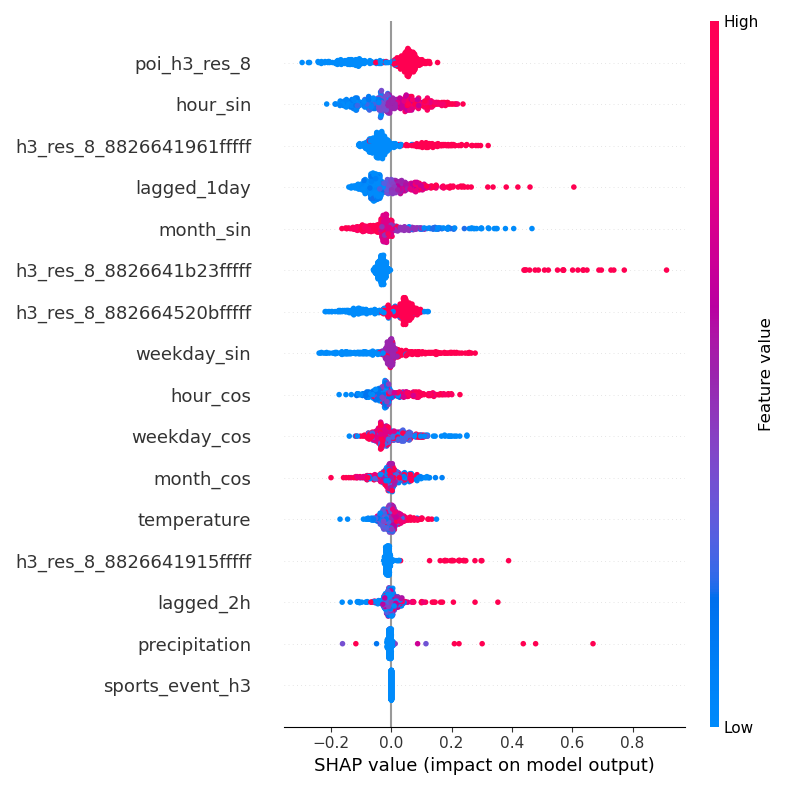 High
poi_h3_res_8
hour_sin
h3_res_8_8826641961fffff
lagged_1day
month_sin
h3_res_8_8826641b23fffff
h3_res_8_882664520bfffff
weekday_sin
hour_cos
weekday_cos
month_cos
temperature
h3_res_8_8826641915fffff
lagged_2h
precipitation
sports_event_h3
Feature value
Low
−0.2 0.0 0.2 0.4 0.6 0.8
SHAP value (impact on model output)